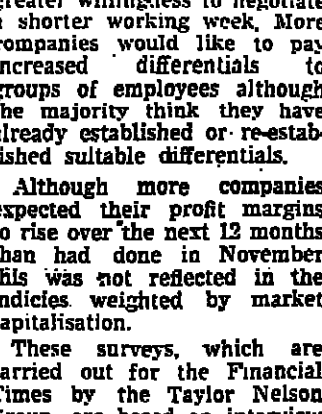 greater willingness to negotiate
a shorter working week. More
companies would like to pay
increased differentials to
groups of employees although
the majority think they have
already established or re-estab-
lished suitable differentials.
Although more companies
expected their profit margins
to rise over the next 12 months
than had done in November
this was not reflected in the
indicies weighted by market
capitalisation.
These surveys, which are
carried out for the Financial
Times by the Taylor Nelson
Group, are based on interviews